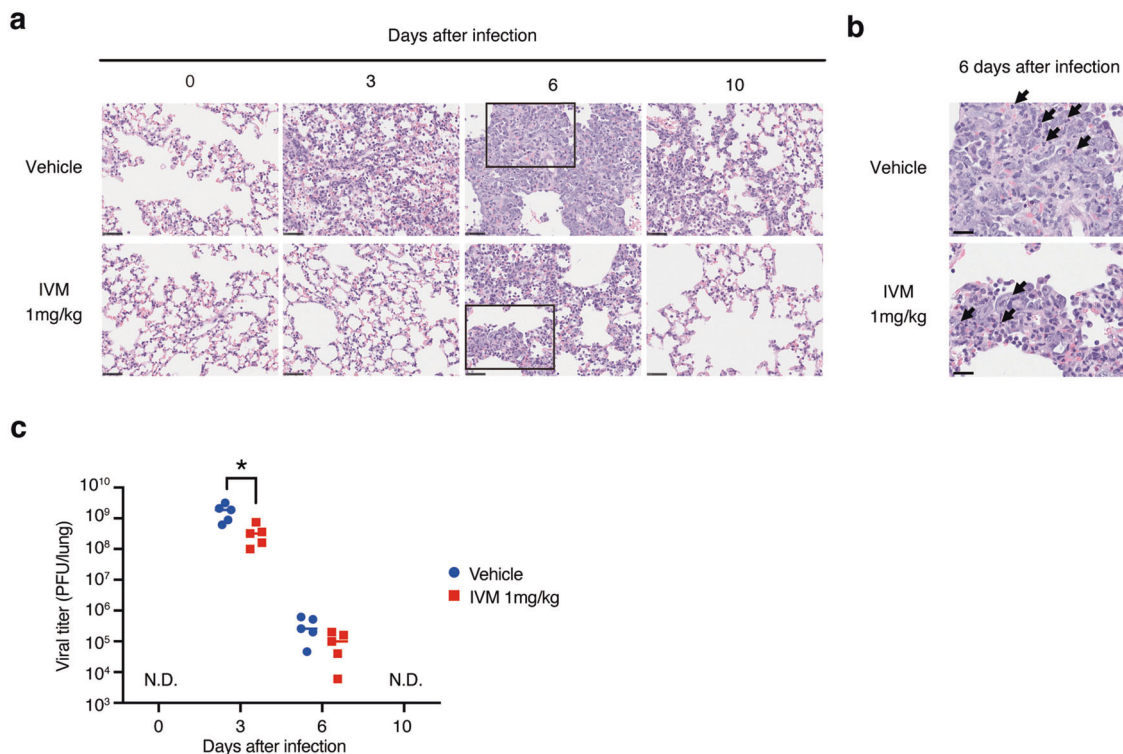 a
Days after infection
0 3 6 10
Vehicle
IVM
1mg/kg
b
6 days after infection
Vehicle
IVM
1mg/kg
c
*
Viral titer (PFU/lung)
10¹⁰
10⁹
10⁸
10⁷
10⁶
10⁵
10⁴
10³
N.D. N.D.
0 3 6 10
Days after infection
Vehicle
IVM 1mg/kg